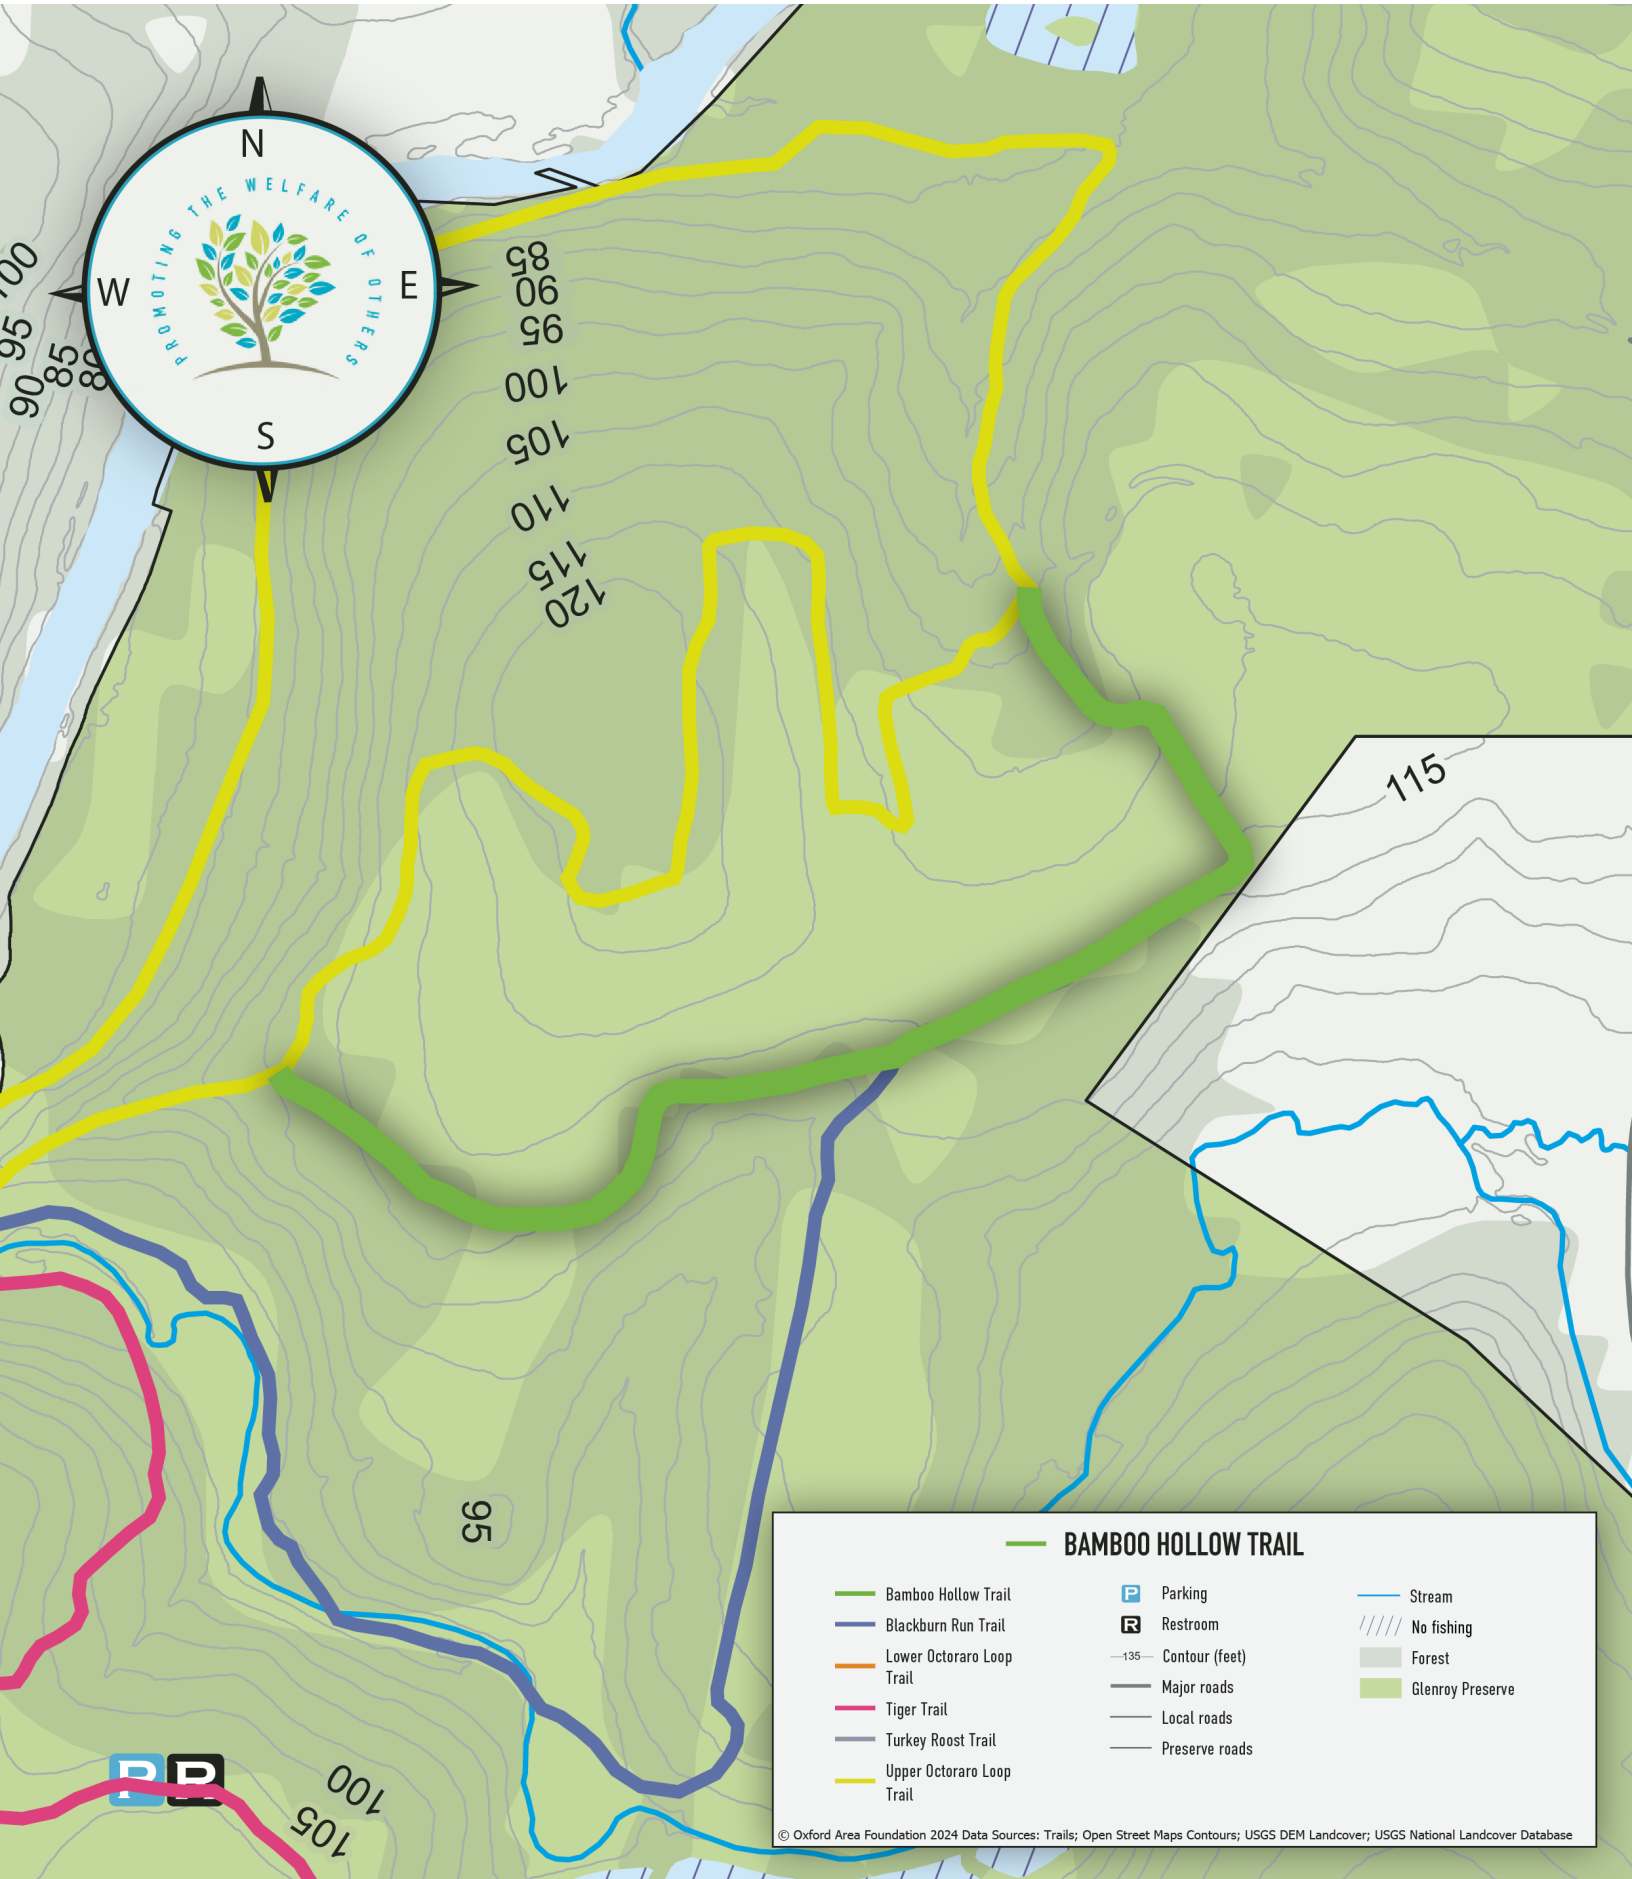 N
PROMOTING THE WELFARE OF OTHERS
W
E
S
100
95
85
80
90
85
90
95
100
105
110
115
120
115
95
P R
100
105
BAMBOO HOLLOW TRAIL
Bamboo Hollow Trail
Blackburn Run Trail
Lower Octoraro Loop
Trail
Tiger Trail
Turkey Roost Trail
Upper Octoraro Loop
Trail
P Parking
R Restroom
135 Contour (feet)
Major roads
Local roads
Preserve roads
Stream
No fishing
Forest
Glenroy Preserve
© Oxford Area Foundation 2024 Data Sources: Trails; Open Street Maps Contours; USGS DEM Landcover; USGS National Landcover Database